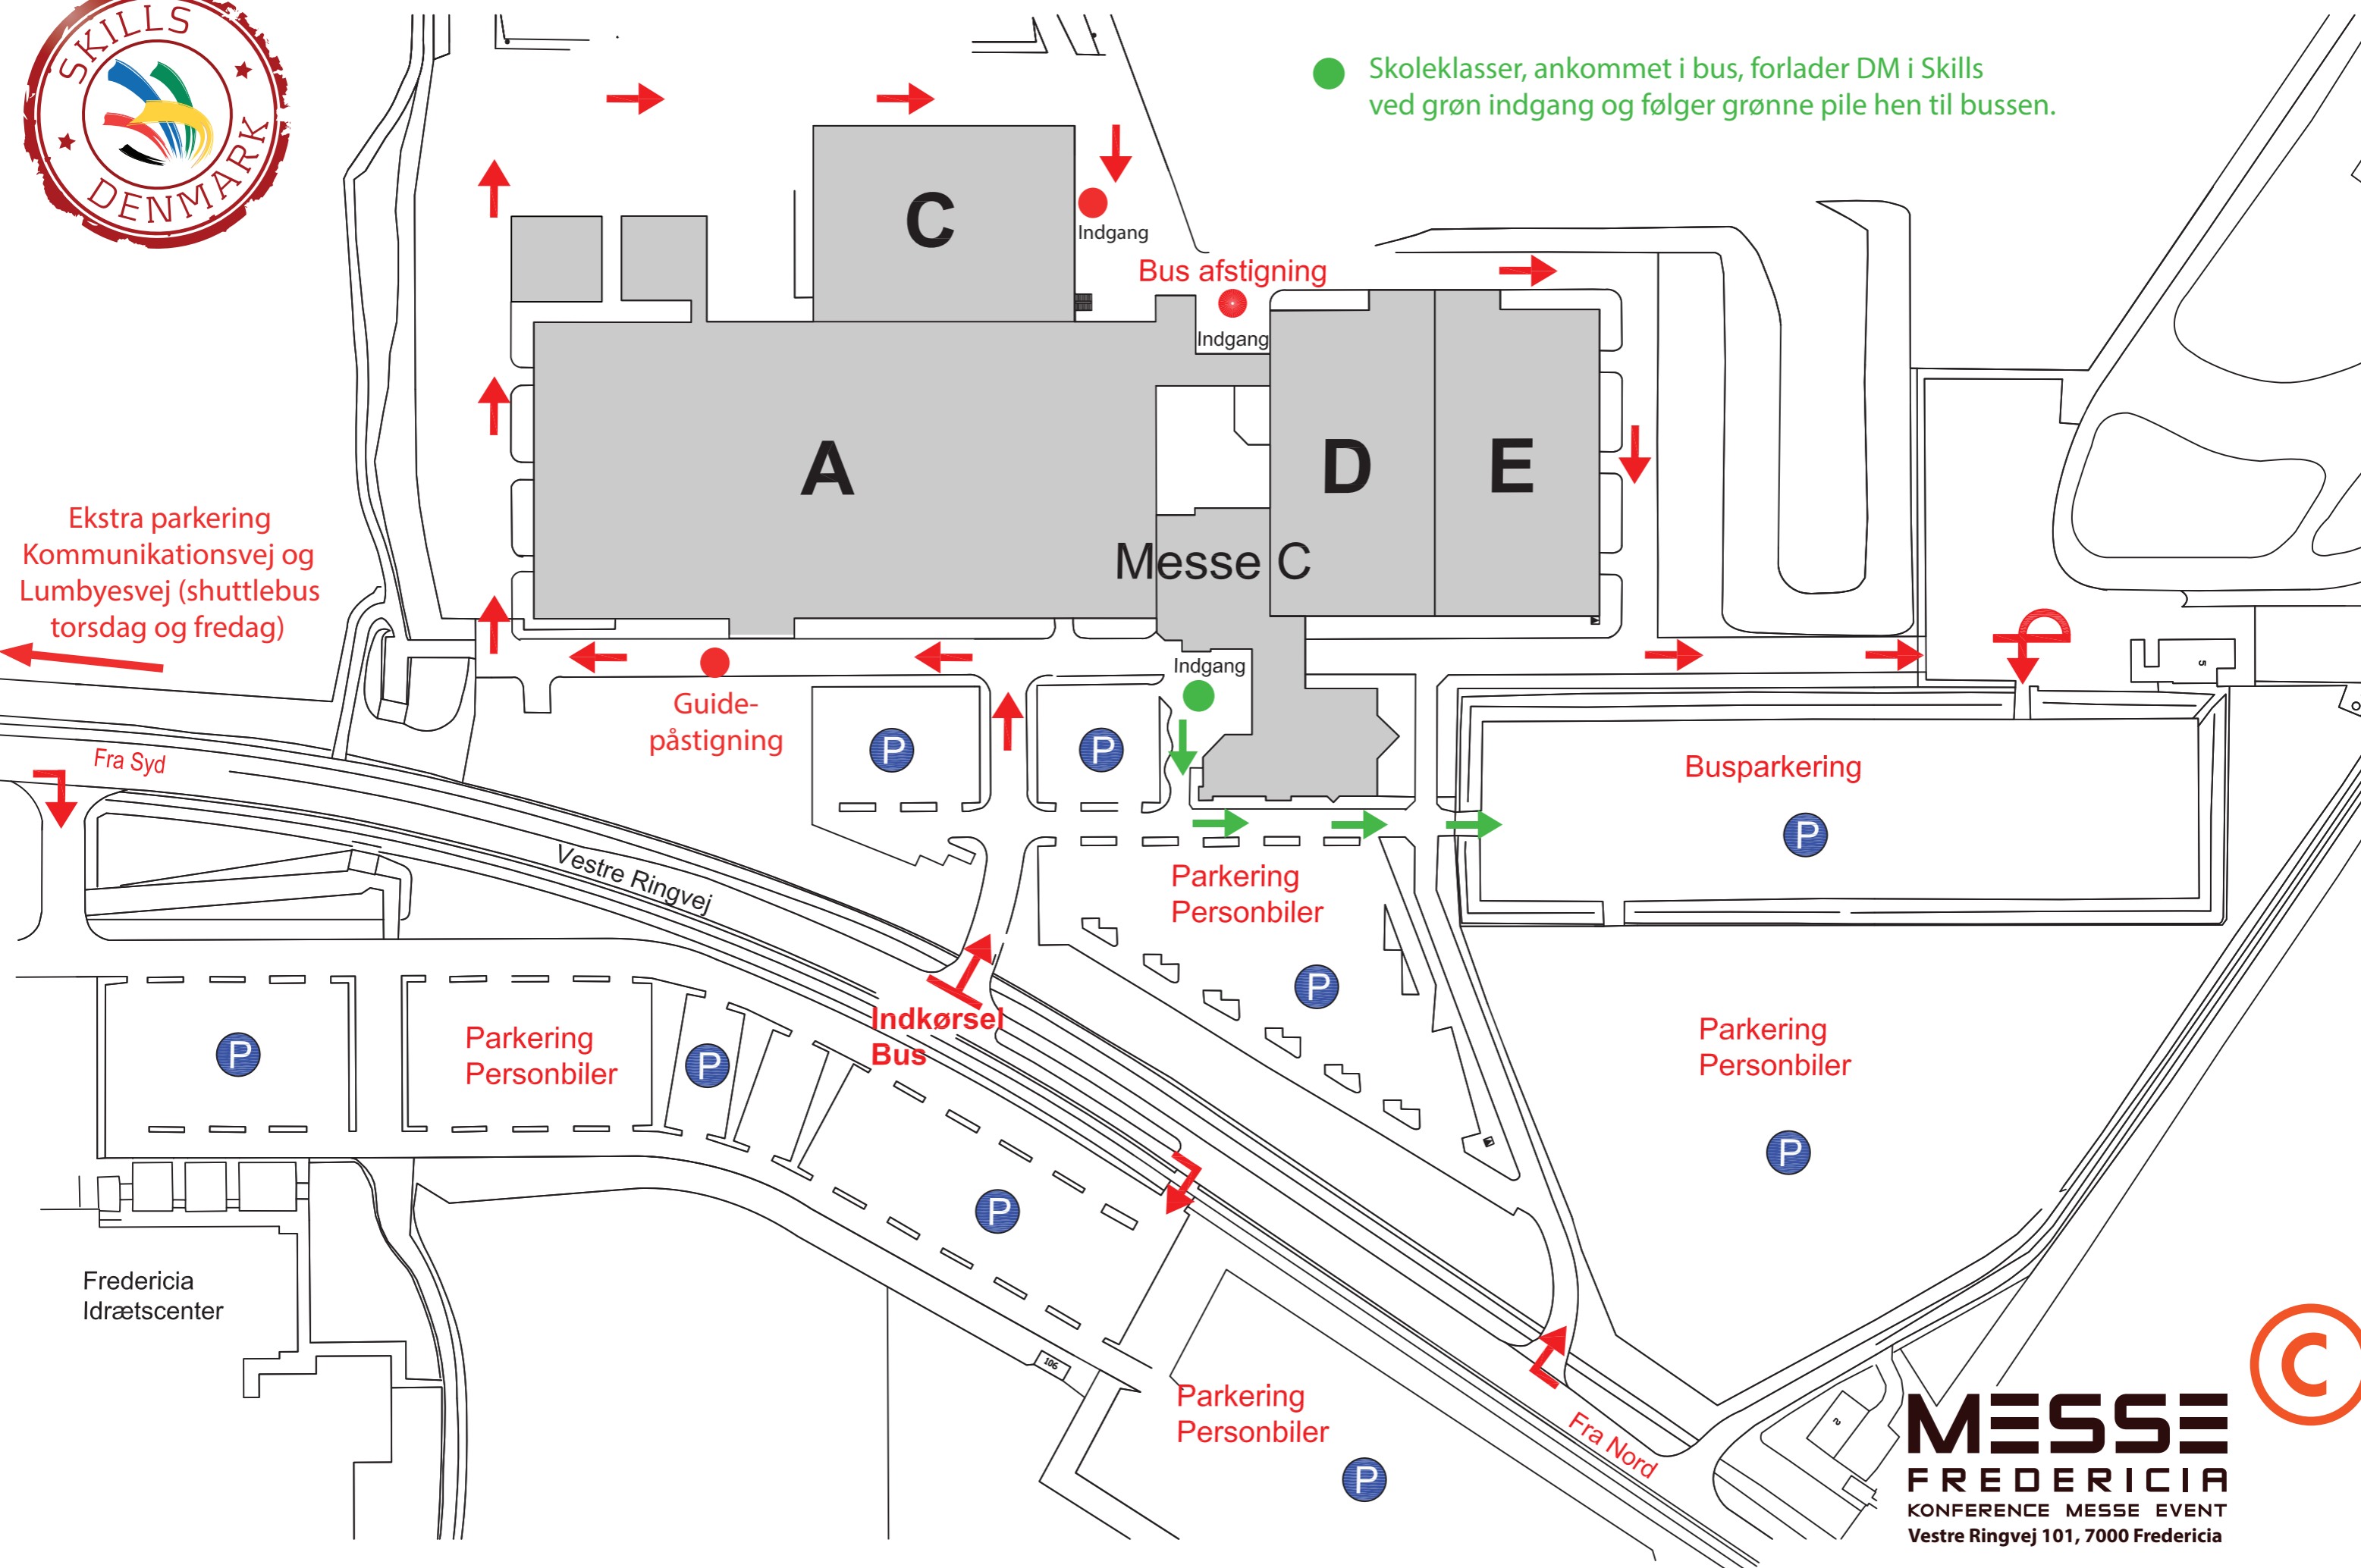 SKILLS
DENMARK
Skoleklasser, ankommet i bus, forlader DM i Skills
ved grøn indgang og følger grønne pile hen til bussen.
C
Indgang
Bus afstigning
Indgang
A
D
E
Messe C
Ekstra parkering
Kommunikationsvej og
Lumbyesvej (shuttlebus
torsdag og fredag)
Indgang
Guide-
påstigning
P
P
Fra Syd
Busparkering
P
5
Vestre Ringvej
Parkering
Personbiler
P
Indkørsel
Bus
P
Parkering
Personbiler
P
Parkering
Personbiler
P
P
Fredericia
Idrætscenter
106
Parkering
Personbiler
P
Fra Nord
2
C
MESSE
FREDERICIA
KONFERENCE MESSE EVENT
Vestre Ringvej 101, 7000 Fredericia